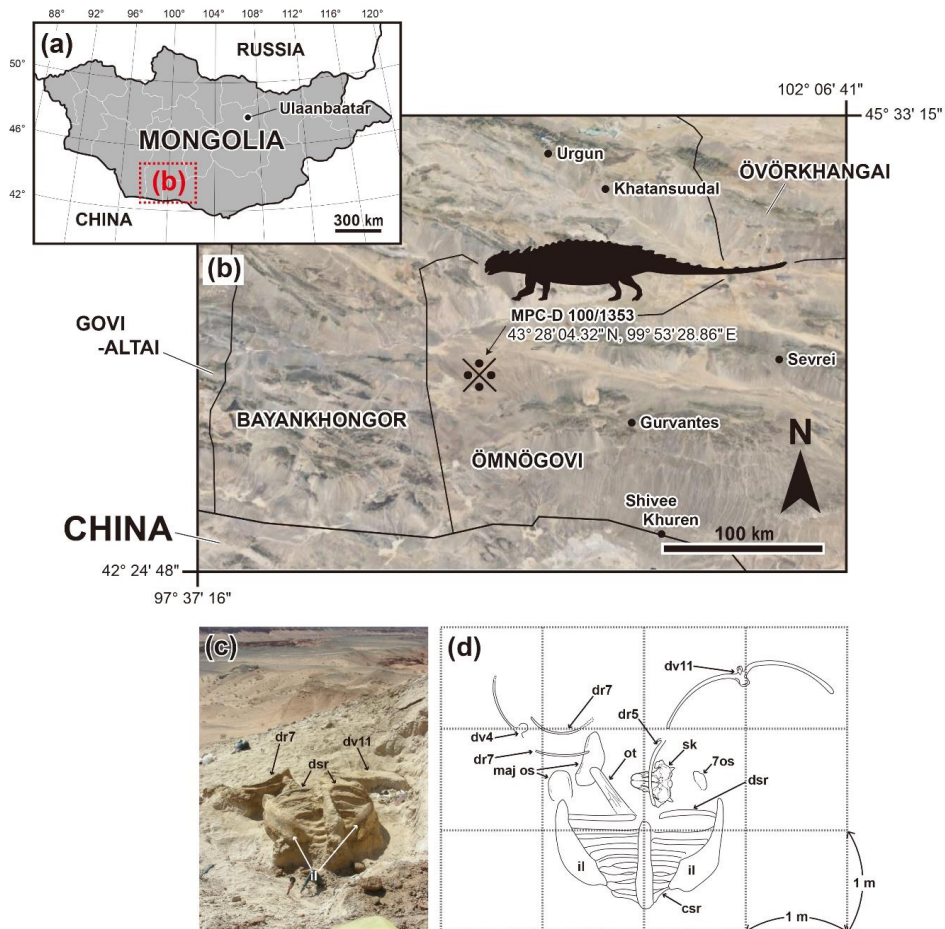 88° 92° 96° 100° 104° 108° 112° 116° 120°
(a)
RUSSIA
50°
46°
42°
Ulaanbaatar
MONGOLIA
(b)
CHINA
300 km
102° 06' 41"
45° 33' 15"
Urgun
Khatansuudal
ÖVÖRKHANGAI
(b)
MPC-D 100/1353
43° 28' 04.32" N, 99° 53' 28.86" E
GOVI
-ALTAI
Sevrei
BAYANKHONGOR
Gurvantes
ÖMNÖGOVI
N
Shivee
Khuren
CHINA
100 km
42° 24' 48"
97° 37' 16"
(c)
dr7
dsr
dv11
il
(d)
dv11
dr7
dr5
dv4
sk
dr7
ot
7os
maj os
dsr
il
il
csr
1 m
1 m